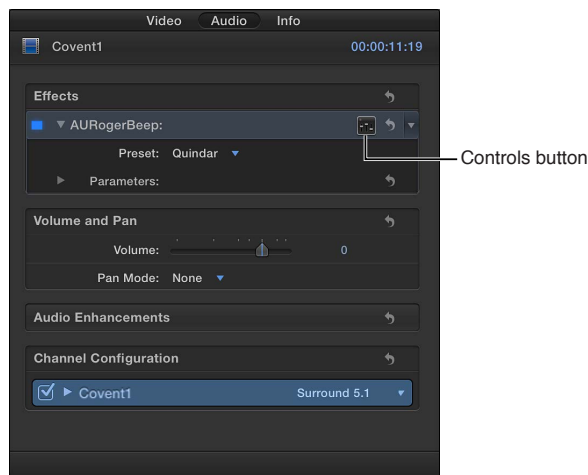 Video Audio Info
Covent1 00:00:11:19
Effects
AURogerBeep:
Controls button
Preset: Quindar
Parameters:
Volume and Pan
Volume: 0
Pan Mode: None
Audio Enhancements
Channel Configuration
Covent1 Surround 5.1